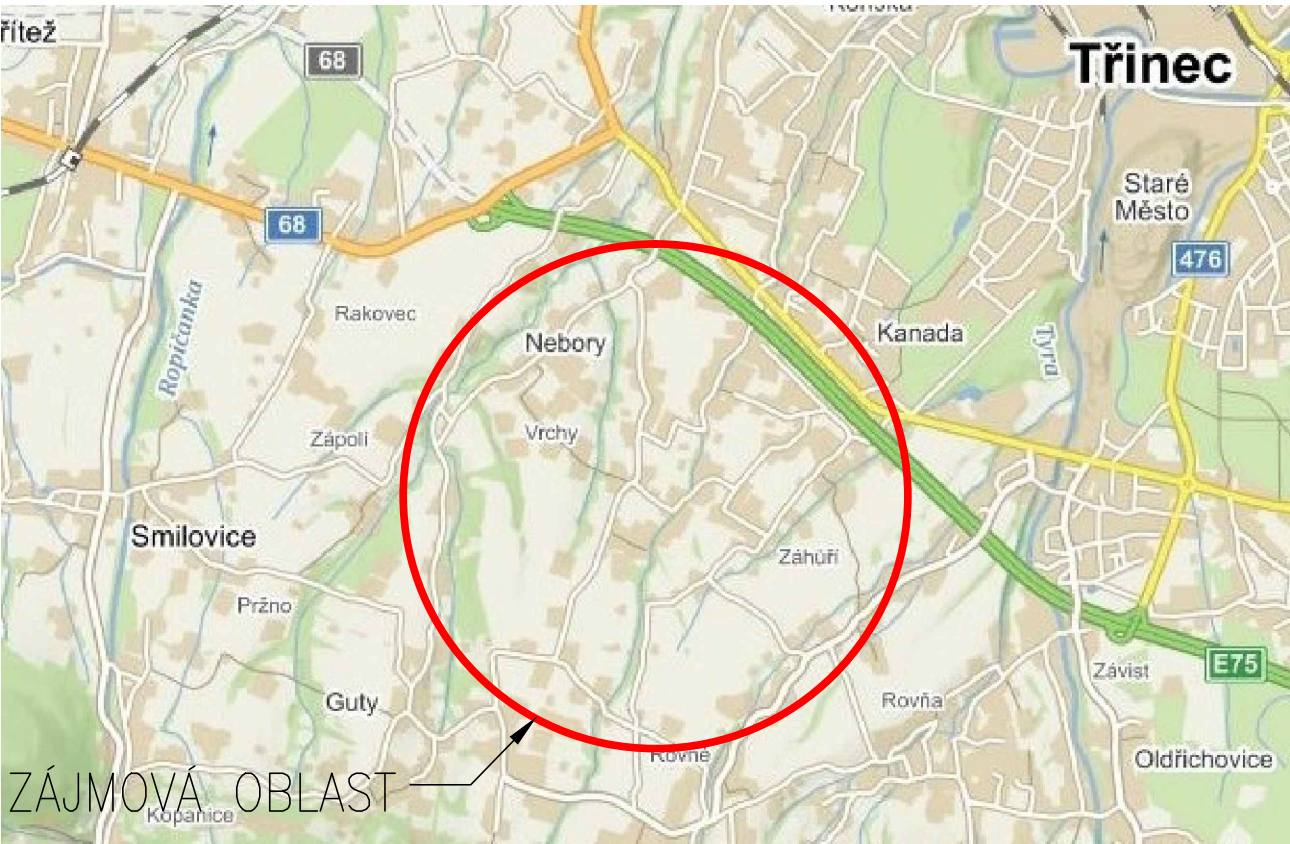 řítež
68
Třinec
Staré
Město
68
476
Ropičanka
Rakovec
Nebory
Kanada
Tyra
Zápolí
Vrchy
Smilovice
Záhůří
Pržno
Závist
E75
Guty
Rovňa
Rovné
Oldřichovice
ZÁJMOVÁ OBLAST
Kopanice